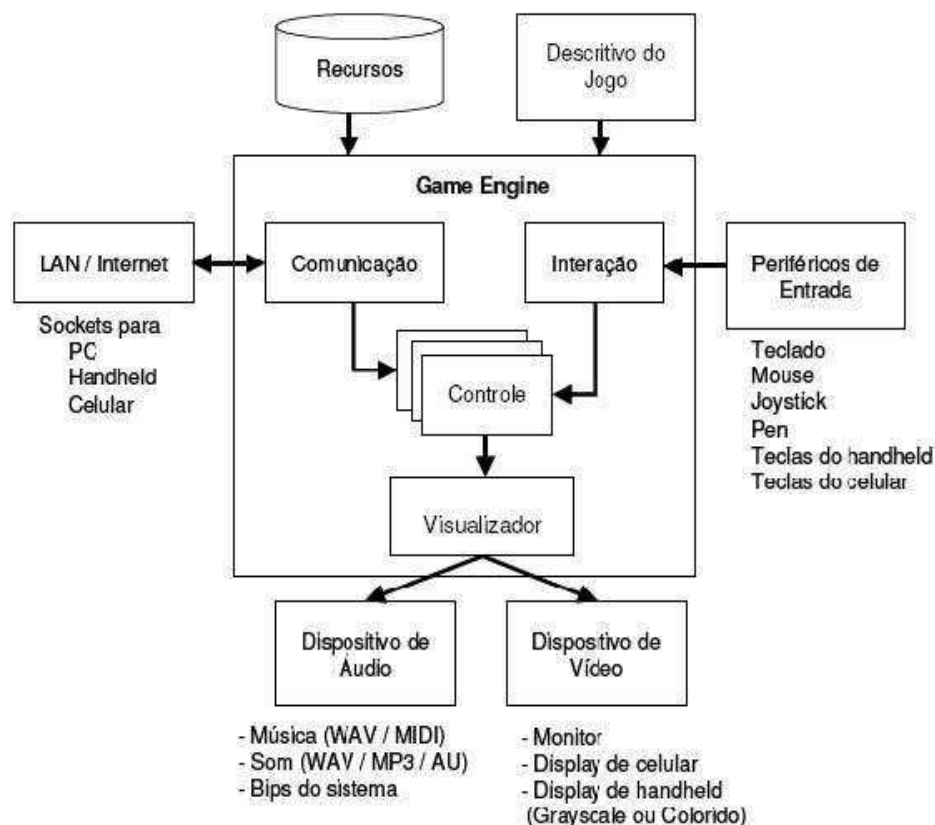 Recursos
Descritivo do
Jogo
Game Engine
LAN / Internet
Comunicação
Interação
Periféricos de
Entrada
Sockets para
PC
Handheld
Celular
Controle
Teclado
Mouse
Joystick
Pen
Teclas do handheld
Teclas do celular
Visualizador
Dispositivo de
Áudio
Dispositivo de
Vídeo
- Música (WAV / MIDI)
- Som (WAV / MP3 / AU)
- Bips do sistema
- Monitor
- Display de celular
- Display de handheld
(Grayscale ou Colorido)